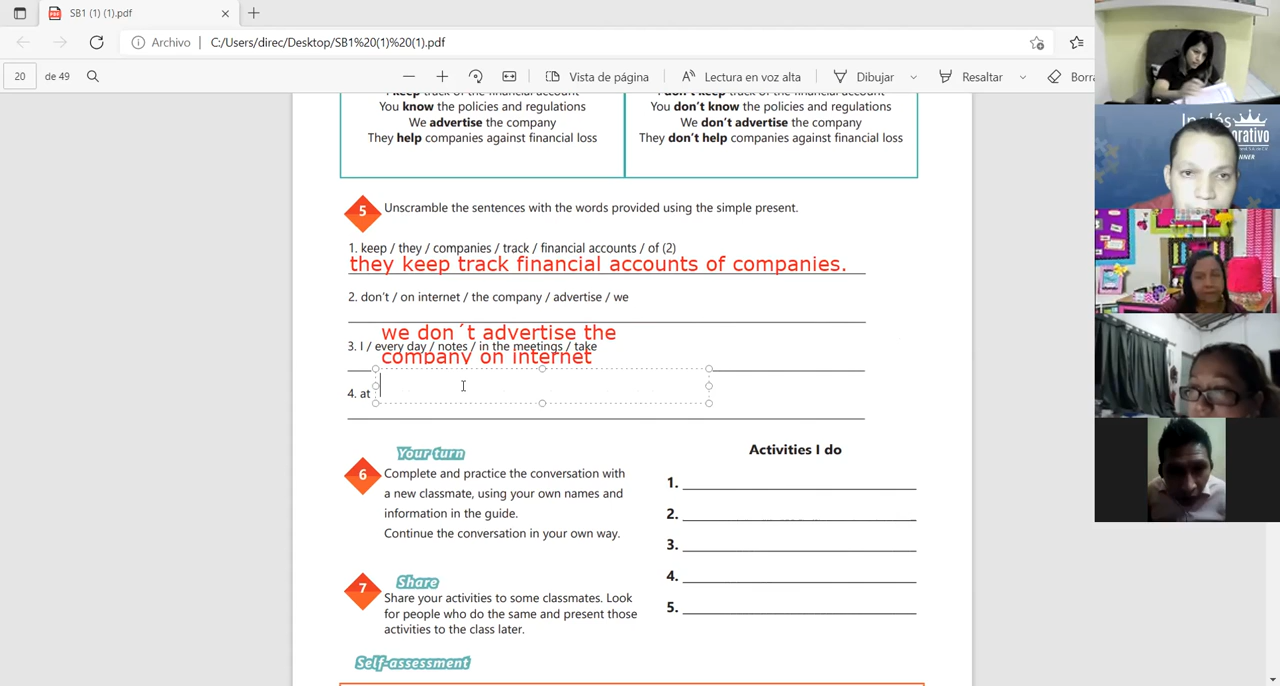 SB1 (1) (1).pdf
Archivo
C:/Users/direc/Desktop/SB1%20(1)%20(1).pdf
20
de 49
Vista de página
Lectura en voz alta
Dibujar
Resaltar
Borra
You know the policies and regulations
We advertise the company
They help companies against financial loss
You don't know the policies and regulations
We don't advertise the company
They don't help companies against financial loss
5
Unscramble the sentences with the words provided using the simple present.
1. keep / they / companies / track / financial accounts / of (2)
they keep track financial accounts of companies.
2. don't / on internet / the company / advertise / we
we don´t advertise the
3. I / every day / notes / in the meetings / take
company on internet
4. at
Your turn
6
Complete and practice the conversation with
a new classmate, using your own names and
information in the guide.
Continue the conversation in your own way.
7
Share
Share your activities to some classmates. Look
for people who do the same and present those
activities to the class later.
Activities I do
1.
2.
3.
4.
5.
Self-assessment
Inglés